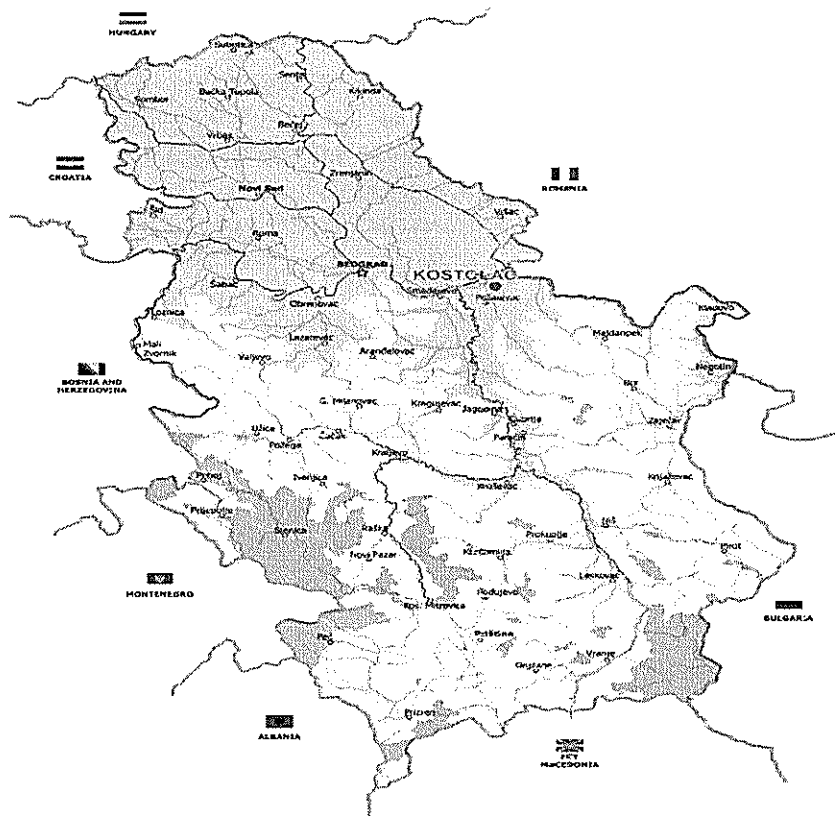 HUNGARY
Subotica
Senta
Sombor
Bačka Topola
Kikinda
Bečej
Vrbas
CROATIA
ROMANIA
Zrenjanin
Novi Sad
Šid
Vršac
Ruma
BEOGRAD
KOSTOLAC
Šabac
Smederevo
Požarevac
Obrenovac
Kladovo
Loznica
Majdanpek
Lazarevac
Mali
Zvornik
Valjevo
Aranđelovac
Negotin
BOSNIA AND
HERZEGOVINA
Bor
G. Milanovac
Kragujevac
Jagodina
Ćuprija
Zaječar
Užice
Čačak
Požega
Paraćin
Kraljevo
Knjaževac
Ivanjica
Kruševac
Prijepolje
Niš
Sjenica
Raška
Prokuplje
Pirot
Novi Pazar
Kuršumlija
Leskovac
MONTENEGRO
Podujevo
Kos. Mitrovica
BULGARIA
Peć
Priština
Vranje
Gnjilane
Prizren
ALBANIA
FRY
MACEDONIA